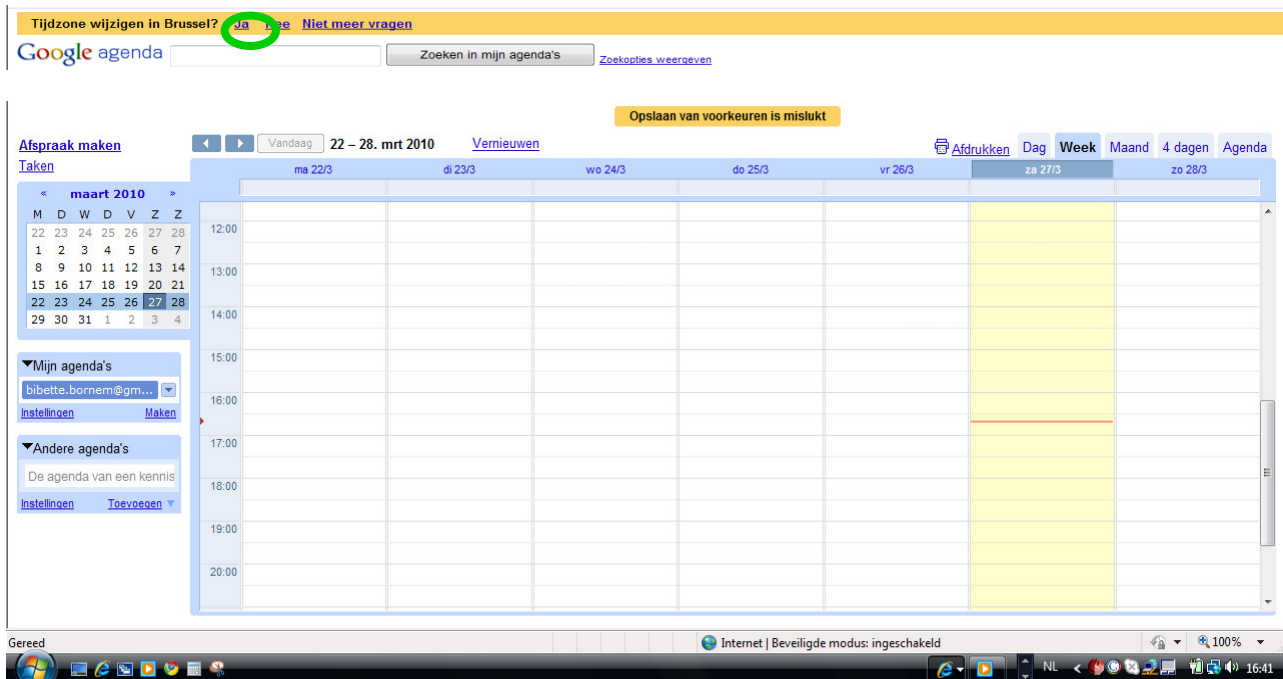 Tijdzone wijzigen in Brussel? Ja Nee Niet meer vragen
Google agenda Zoeken in mijn agenda's Zoekopties weergeven
Opslaan van voorkeuren is mislukt
Afspraak maken
Taken
Vandaag 22 – 28. mrt 2010 Vernieuwen
Afdrukken Dag Week Maand 4 dagen Agenda
ma 22/3 di 23/3 wo 24/3 do 25/3 vr 26/3 za 27/3 zo 28/3
« maart 2010 »
M D W D V Z Z
22 23 24 25 26 27 28
1 2 3 4 5 6 7
8 9 10 11 12 13 14
15 16 17 18 19 20 21
22 23 24 25 26 27 28
29 30 31 1 2 3 4
Mijn agenda's
bibette.bornem@gm...
Instellingen Maken
Andere agenda's
De agenda van een kennis
Instellingen Toevoegen
12:00
13:00
14:00
15:00
16:00
17:00
18:00
19:00
20:00
Gereed Internet | Beveiligde modus: ingeschakeld 100%
NL 16:41